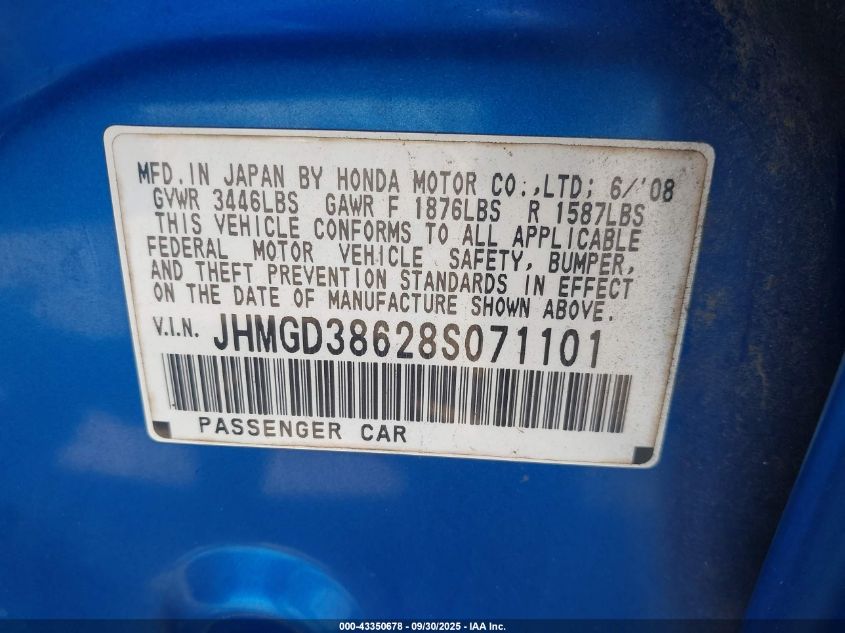 MFD. IN JAPAN BY HONDA MOTOR CO.,LTD; 6/'08
GVWR 3446LBS GAWR F 1876LBS R 1587LBS
THIS VEHICLE CONFORMS TO ALL APPLICABLE
FEDERAL MOTOR VEHICLE SAFETY, BUMPER,
AND THEFT PREVENTION STANDARDS IN EFFECT
ON THE DATE OF MANUFACTURE SHOWN ABOVE.
V.I.N. JHMGD38628S071101
PASSENGER CAR
000-43350678 - 09/30/2025 - IAA Inc.